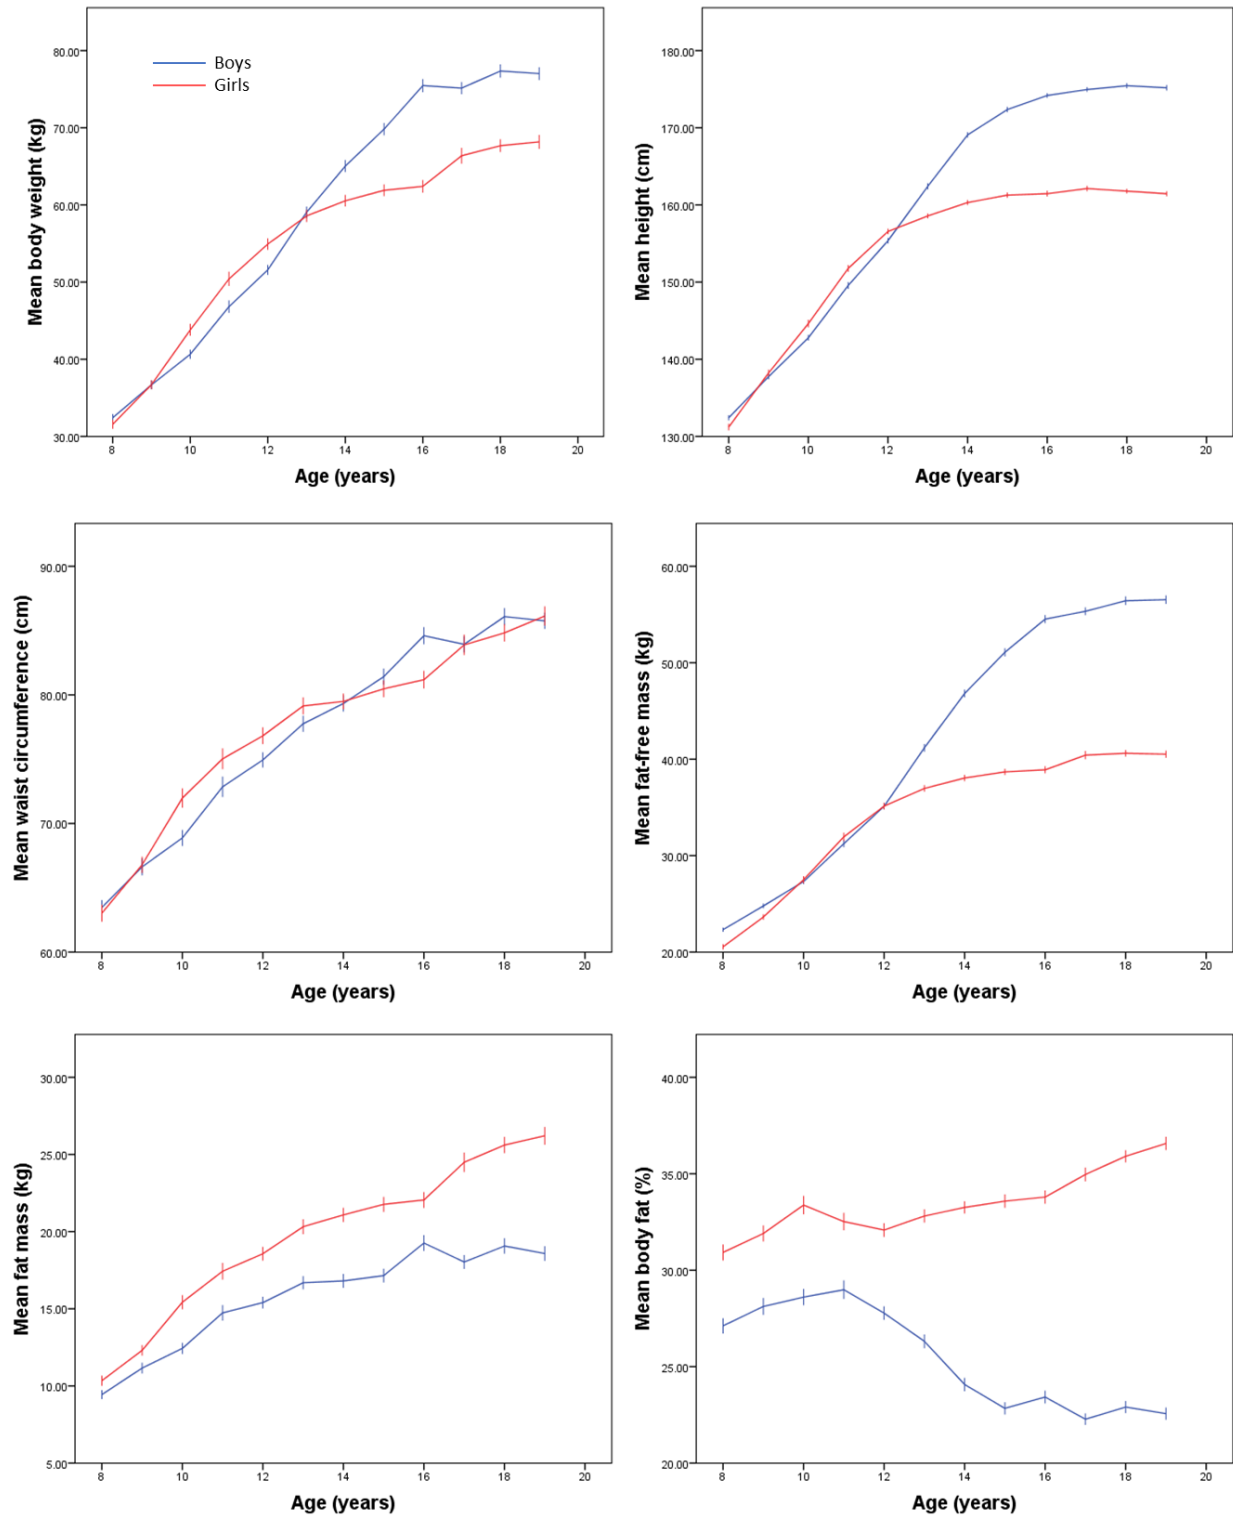 80.00
70.00
60.00
50.00
40.00
30.00
Mean body weight (kg)
Boys
Girls
8 10 12 14 16 18 20
Age (years)
180.00
170.00
160.00
150.00
140.00
130.00
Mean height (cm)
8 10 12 14 16 18 20
Age (years)
90.00
80.00
70.00
60.00
Mean waist circumference (cm)
8 10 12 14 16 18 20
Age (years)
60.00
50.00
40.00
30.00
20.00
Mean fat-free mass (kg)
8 10 12 14 16 18 20
Age (years)
30.00
25.00
20.00
15.00
10.00
5.00
Mean fat mass (kg)
8 10 12 14 16 18 20
Age (years)
40.00
35.00
30.00
25.00
20.00
Mean body fat (%)
8 10 12 14 16 18 20
Age (years)